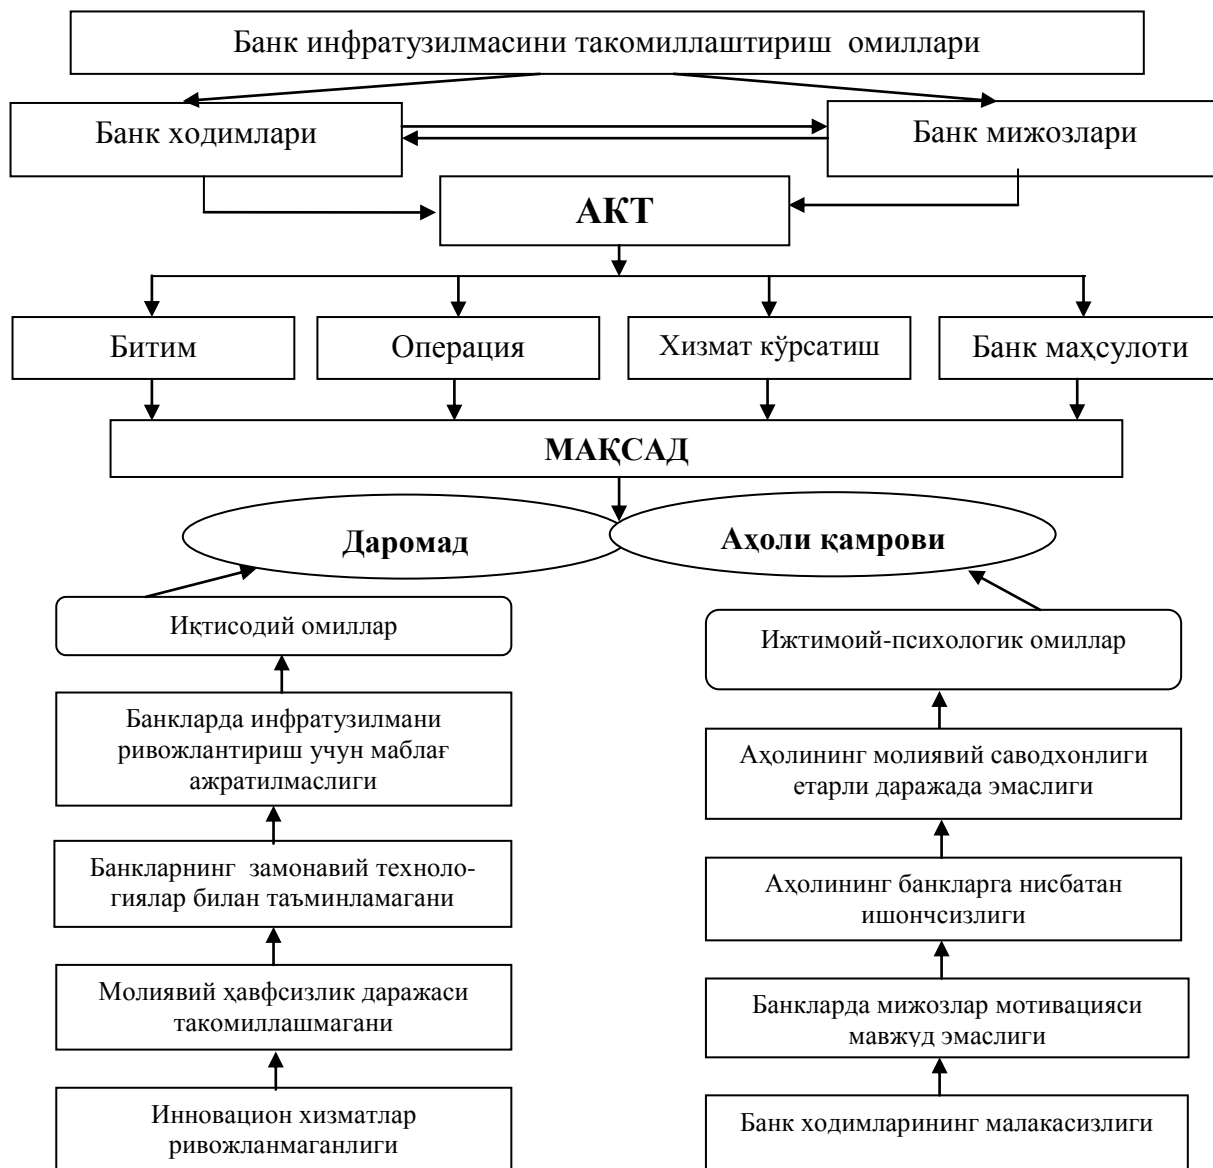 Банк инфратузилмасини такомиллаштириш омиллари
Банк ходимлари
Банк мижозлари
АКТ
Битим
Операция
Хизмат кўрсатиш
Банк маҳсулоти
МАҚСАД
Даромад
Аҳоли қамрови
Иқтисодий омиллар
Банкларда инфратузилмани
ривожлантириш учун маблағ
ажратилмаслиги
Банкларнинг замонавий техноло-
гиялар билан таъминламагани
Молиявий ҳавфсизлик даражаси
такомиллашмагани
Инновацион хизматлар
ривожланмаганлиги
Ижтимоий-психологик омиллар
Аҳолининг молиявий саводхонлиги
етарли даражада эмаслиги
Аҳолининг банкларга нисбатан
ишончсизлиги
Банкларда мижозлар мотивацияси
мавжуд эмаслиги
Банк ходимларининг малакасизлиги